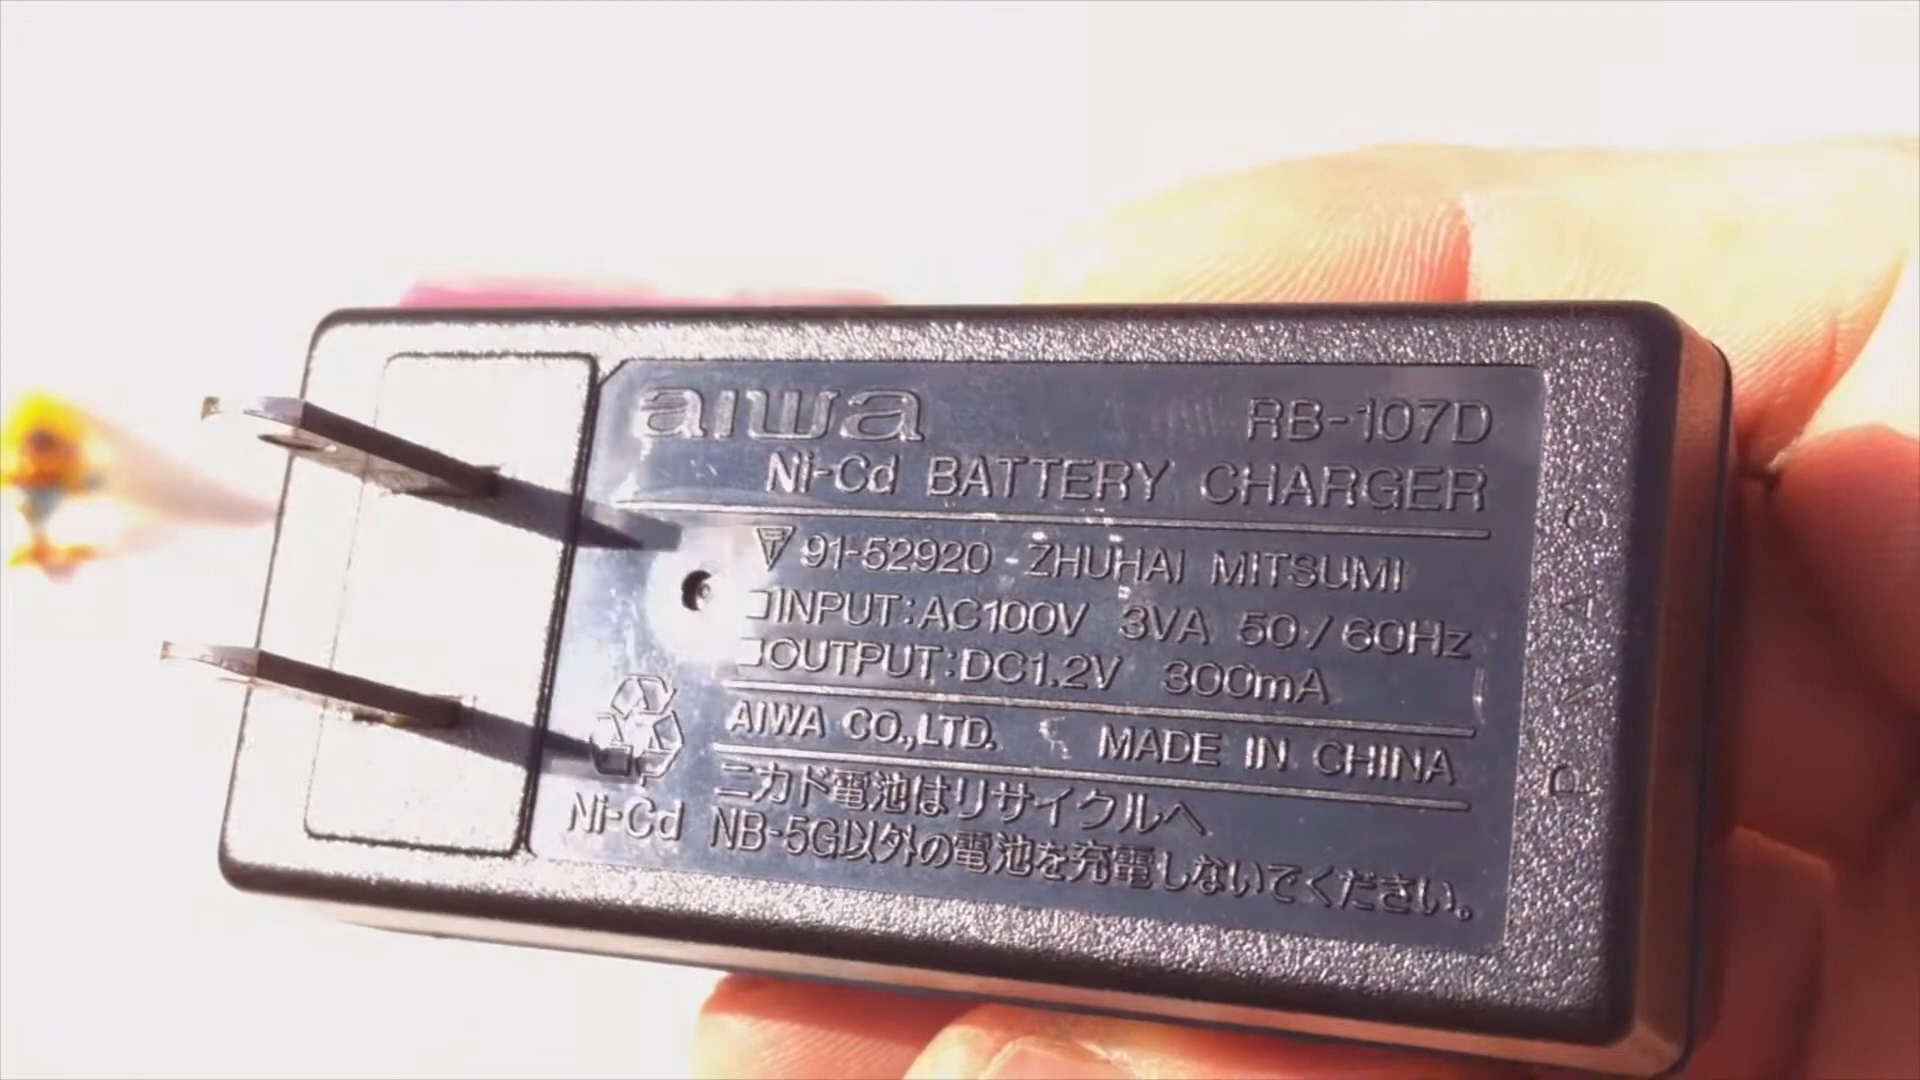 aiwa RB-107D
Ni-Cd BATTERY CHARGER
91-52920 ZHUHAI MITSUMI
INPUT:AC100V 3VA 50/60Hz
OUTPUT:DC1.2V 300mA
AIWA CO.,LTD. MADE IN CHINA
ニカド電池はリサイクルへ
Ni-Cd NB-5G以外の電池を充電しないでください。